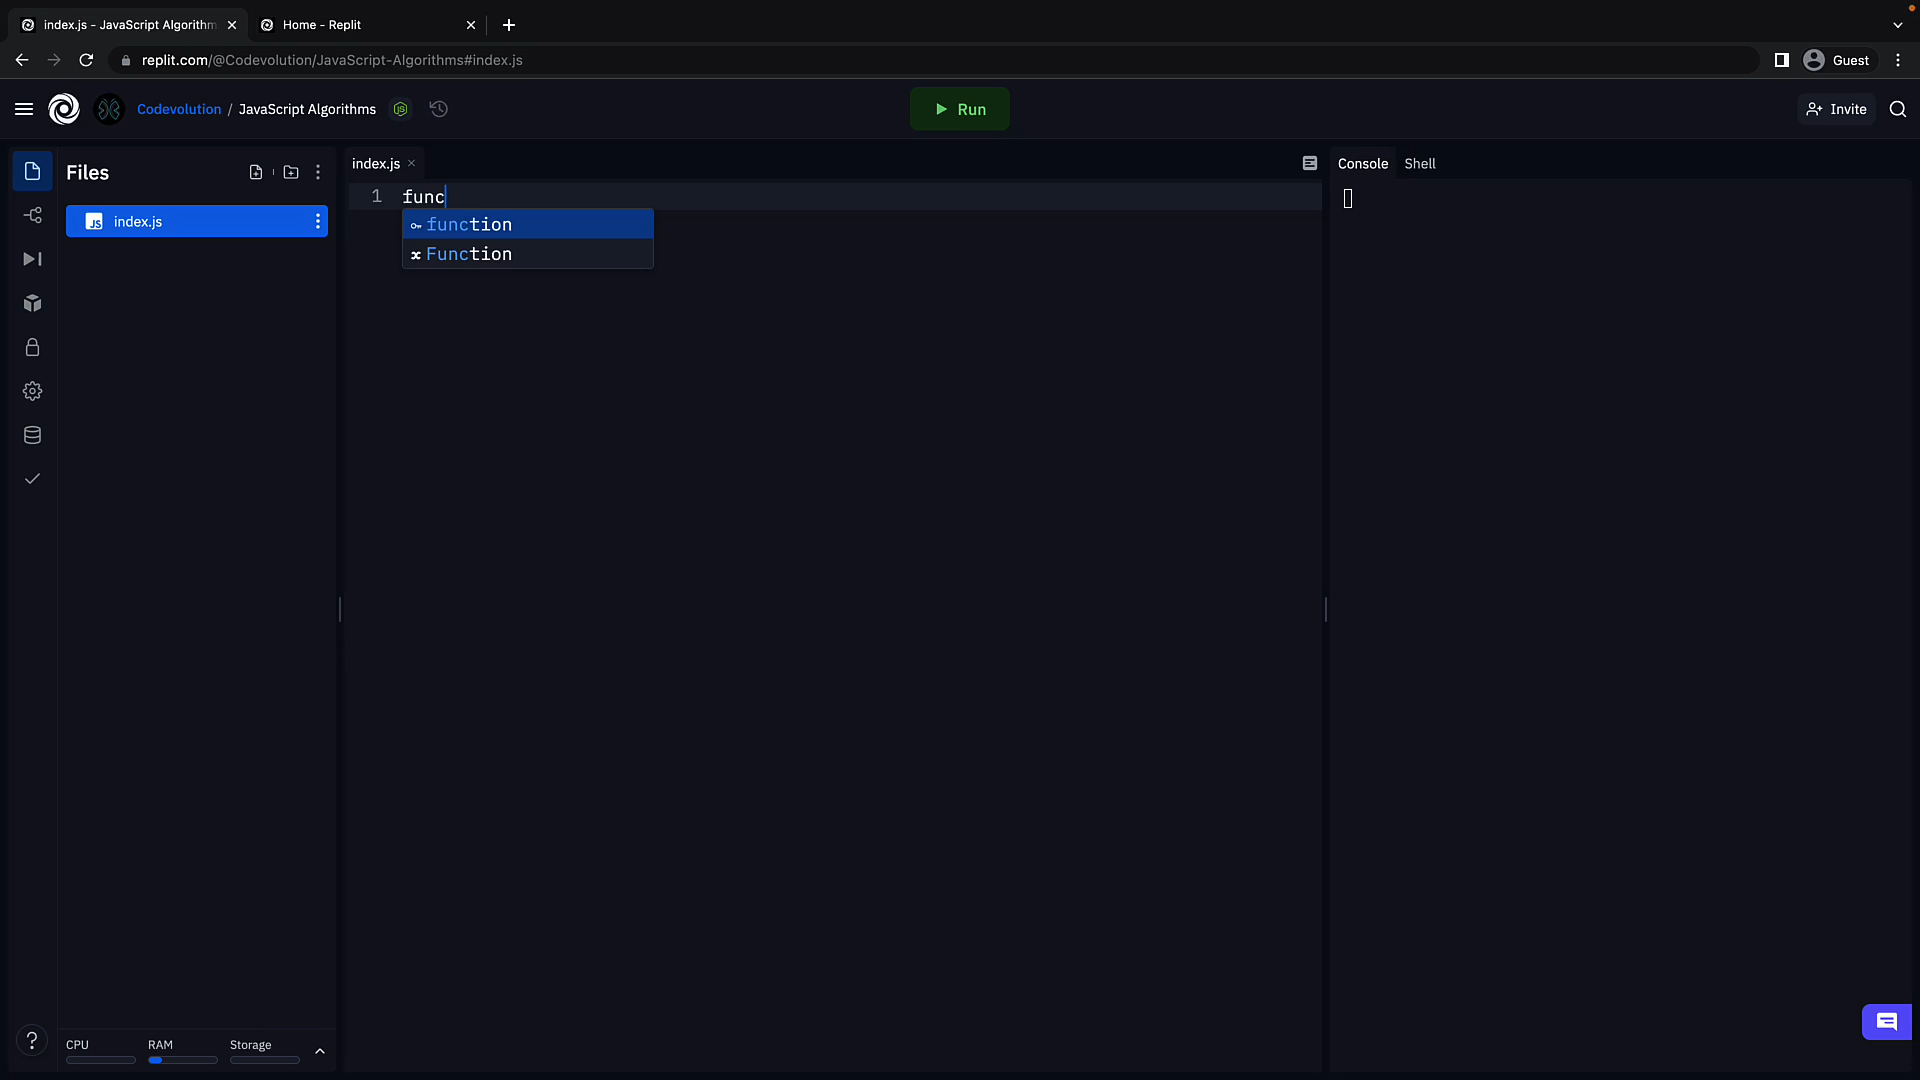 index.js - JavaScript Algorithm
Home - Replit
replit.com/@Codevolution/JavaScript-Algorithms#index.js
Guest
Codevolution / JavaScript Algorithms
Run
Invite
Files
index.js
Console
Shell
JS index.js
1 func
function
Function
CPU
RAM
Storage
?